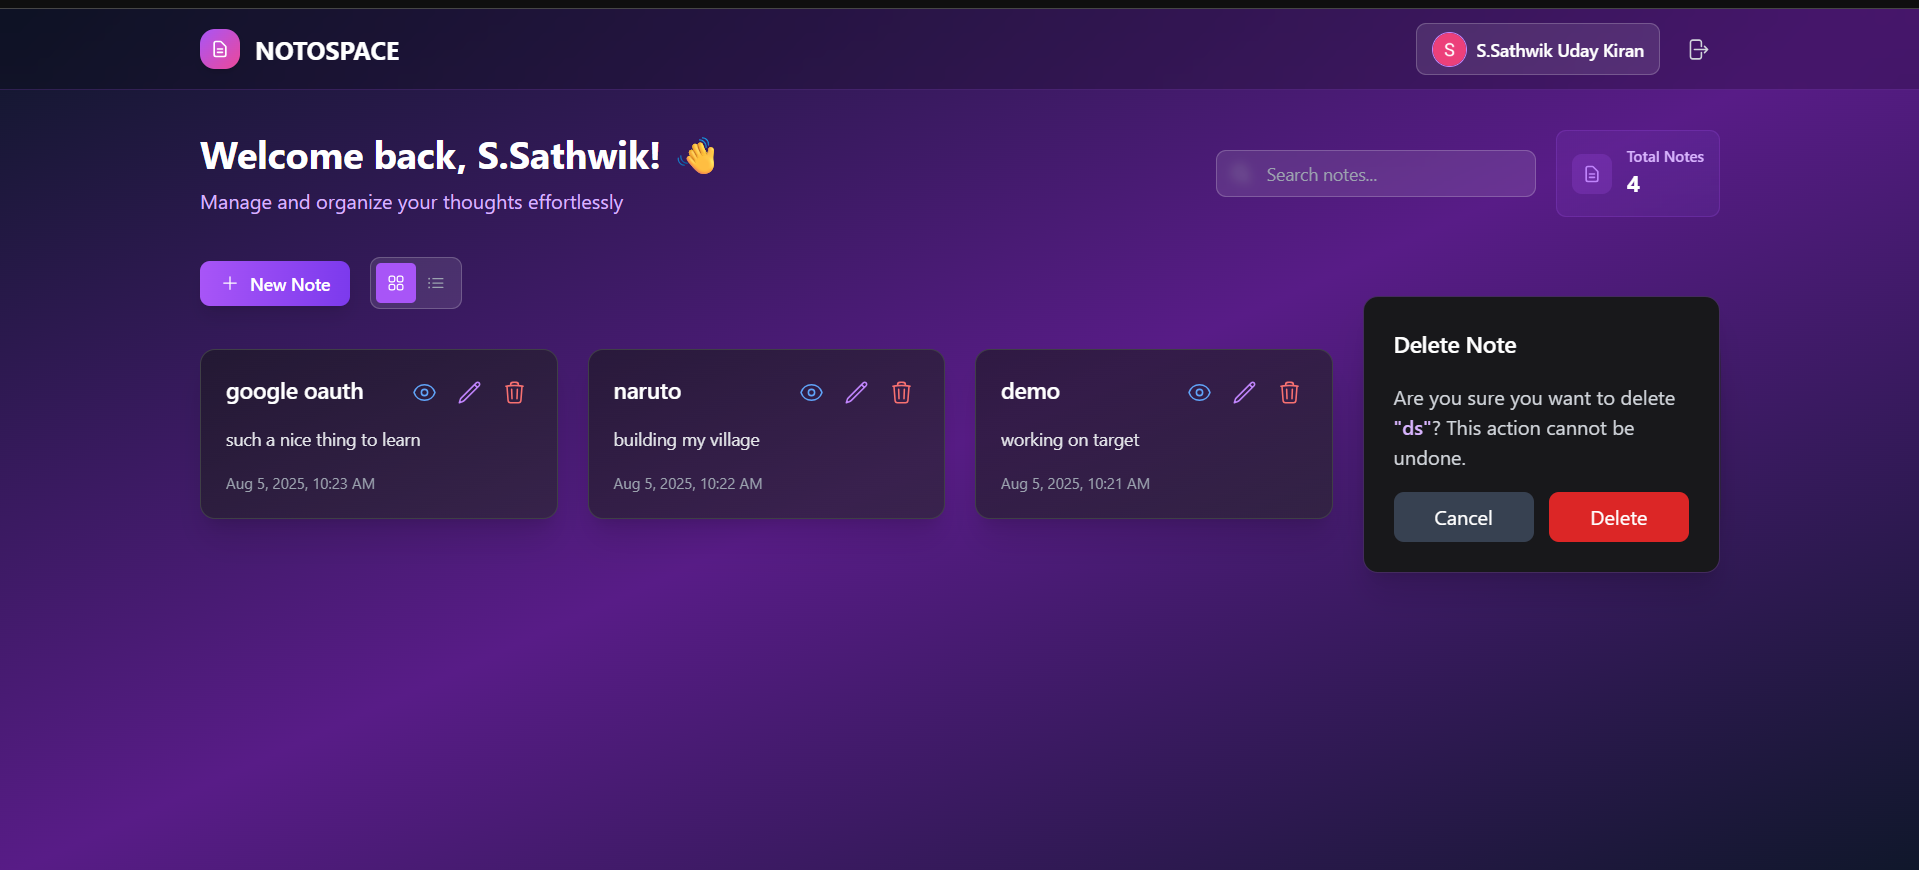 NOTOSPACE
S
S.Sathwik Uday Kiran
Welcome back, S.Sathwik! 👋
Manage and organize your thoughts effortlessly
Search notes...
Total Notes
4
New Note
google oauth
such a nice thing to learn
Aug 5, 2025, 10:23 AM
naruto
building my village
Aug 5, 2025, 10:22 AM
demo
working on target
Aug 5, 2025, 10:21 AM
Delete Note
Are you sure you want to delete
"ds"? This action cannot be
undone.
Cancel
Delete